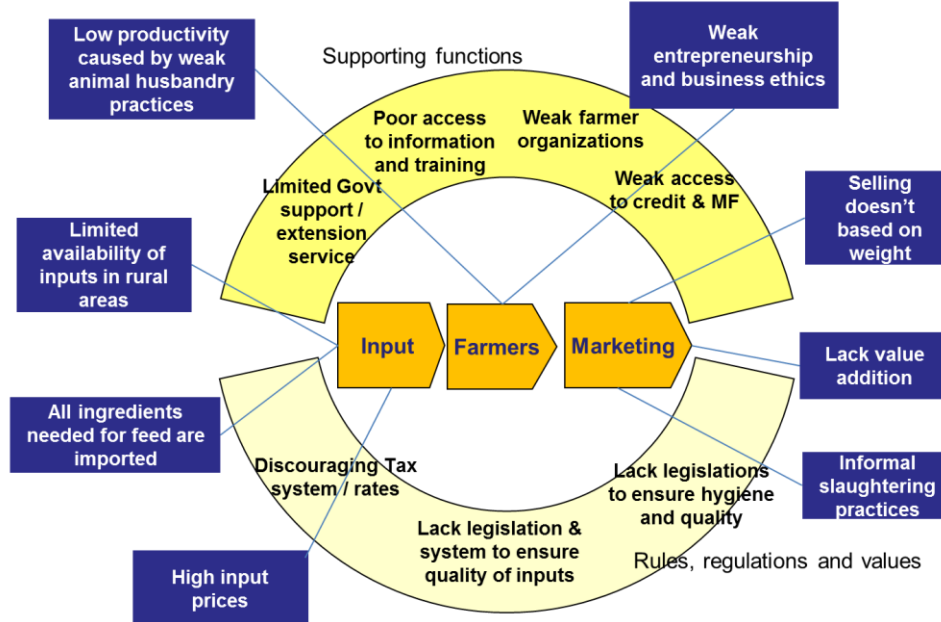 Low productivity
caused by weak
animal husbandry
practices
Supporting functions
Weak
entrepreneurship
and business ethics
Poor access
to information
and training
Weak farmer
organizations
Limited Govt
support /
extension
service
Weak access
to credit & MF
Selling
doesn't
based on
weight
Limited
availability of
inputs in rural
areas
Input
Farmers
Marketing
Lack value
addition
All ingredients
needed for feed are
imported
Discouraging Tax
system / rates
Lack legislation &
system to ensure
quality of inputs
Lack legislations
to ensure hygiene
and quality
Informal
slaughtering
practices
High input
prices
Rules, regulations and values